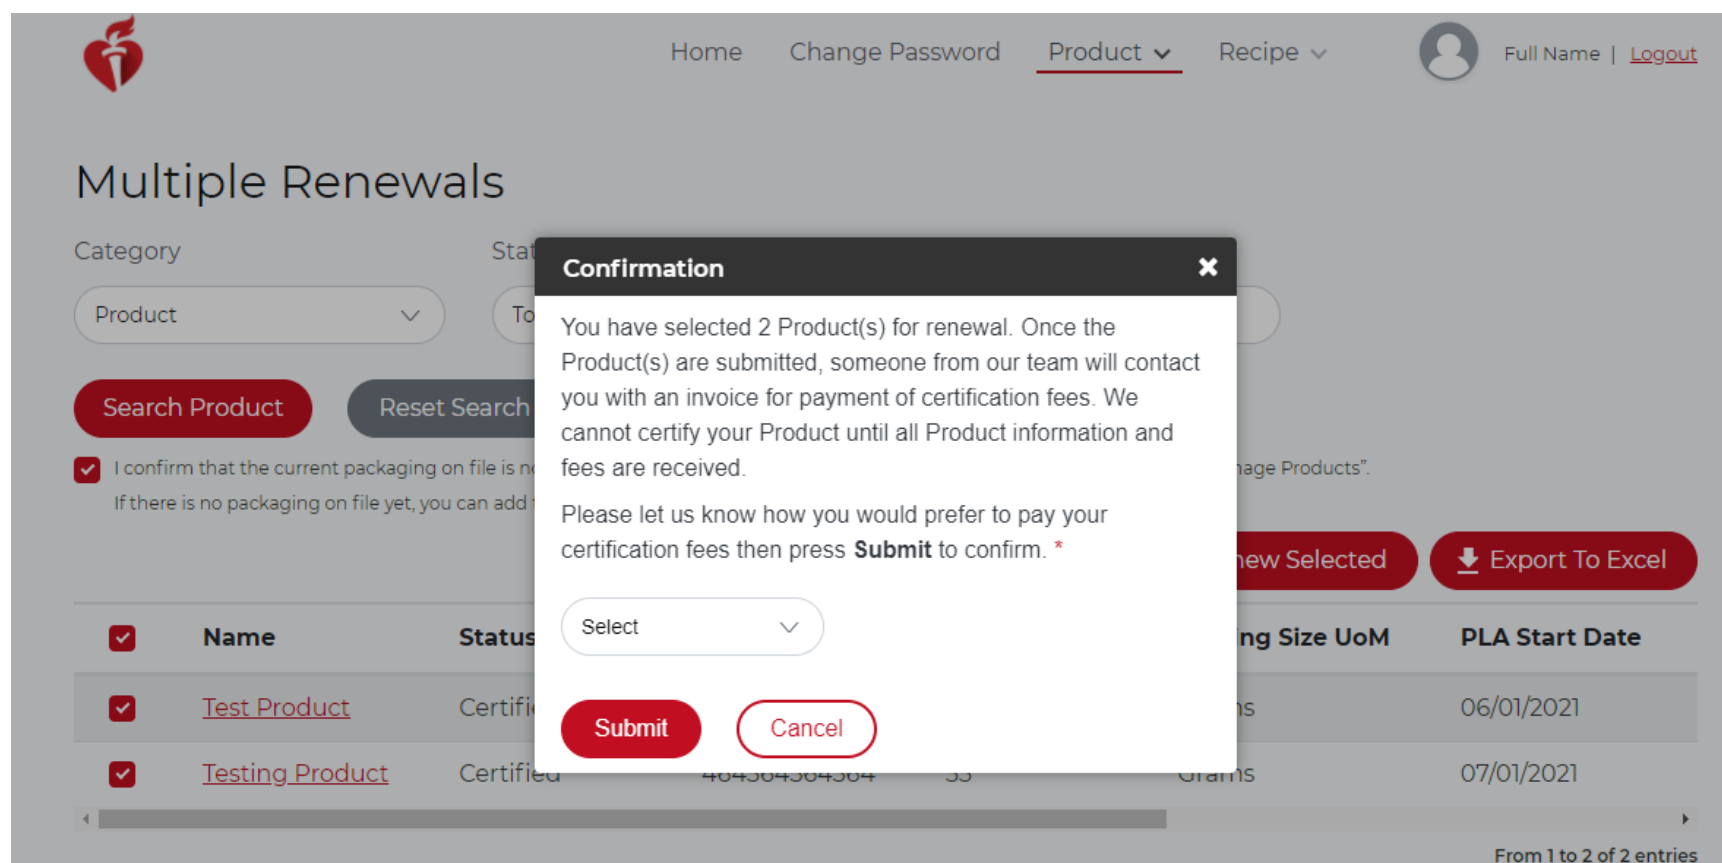 Home Change Password Product Recipe Full Name | Logout
Multiple Renewals
Category
Product
Search Product Reset Search
I confirm that the current packaging on file is
If there is no packaging on file yet, you can add
Confirmation
You have selected 2 Product(s) for renewal. Once the
Product(s) are submitted, someone from our team will contact
you with an invoice for payment of certification fees. We
cannot certify your Product until all Product information and
fees are received.
Please let us know how you would prefer to pay your
certification fees then press Submit to confirm. *
Select
Submit Cancel
Products”.
Selected Export To Excel
Name Status Size UoM PLA Start Date
Test Product 06/01/2021
Testing Product Certified 464364364364 Grams 07/01/2021
From 1 to 2 of 2 entries